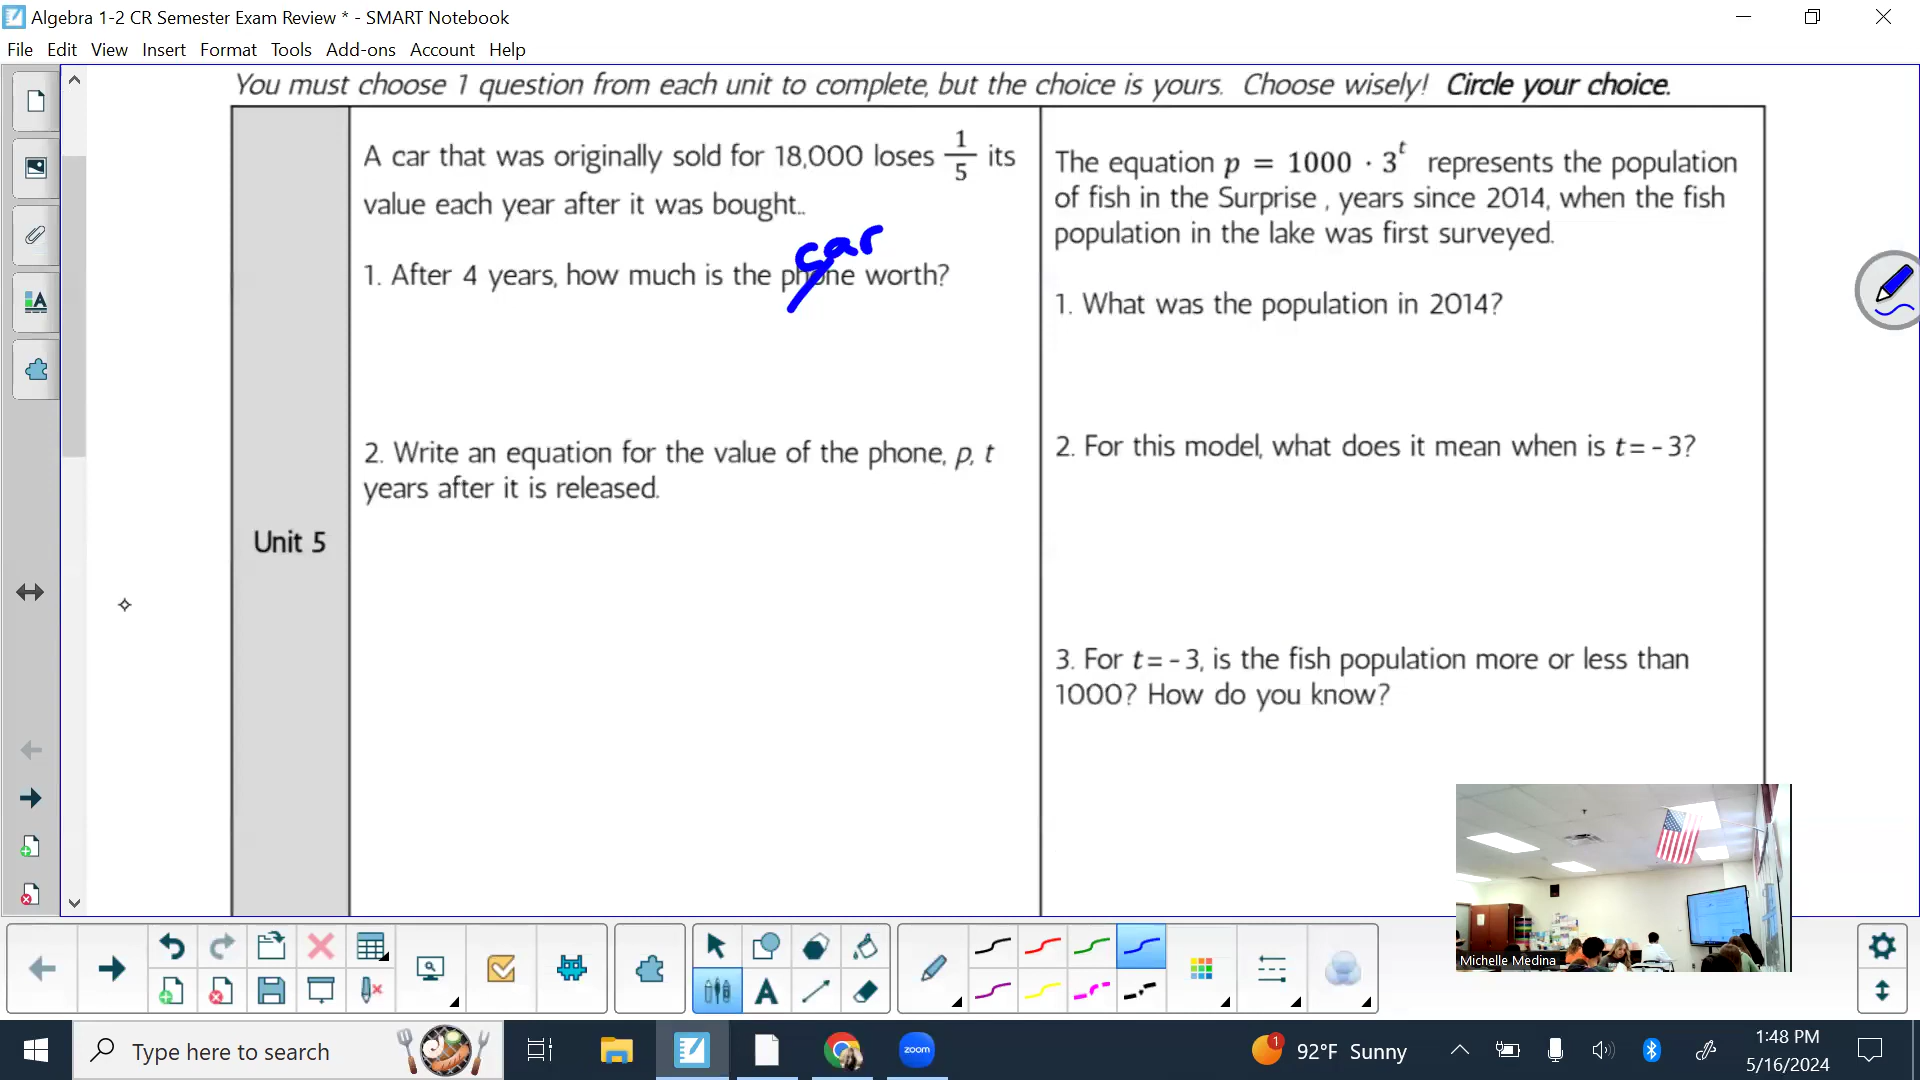 Algebra 1-2 CR Semester Exam Review * - SMART Notebook
File Edit View Insert Format Tools Add-ons Account Help
You must choose 1 question from each unit to complete, but the choice is yours. Choose wisely! Circle your choice.
Unit 5
A car that was originally sold for 18,000 loses 1/5 its
value each year after it was bought..
car
1. After 4 years, how much is the phone worth?
2. Write an equation for the value of the phone, p, t
years after it is released.
The equation p = 1000 · 3^t represents the population
of fish in the Surprise , years since 2014, when the fish
population in the lake was first surveyed.
1. What was the population in 2014?
2. For this model, what does it mean when is t = - 3?
3. For t = - 3, is the fish population more or less than
1000? How do you know?
Michelle Medina
Type here to search
zoom
1
92°F Sunny
1:48 PM
5/16/2024